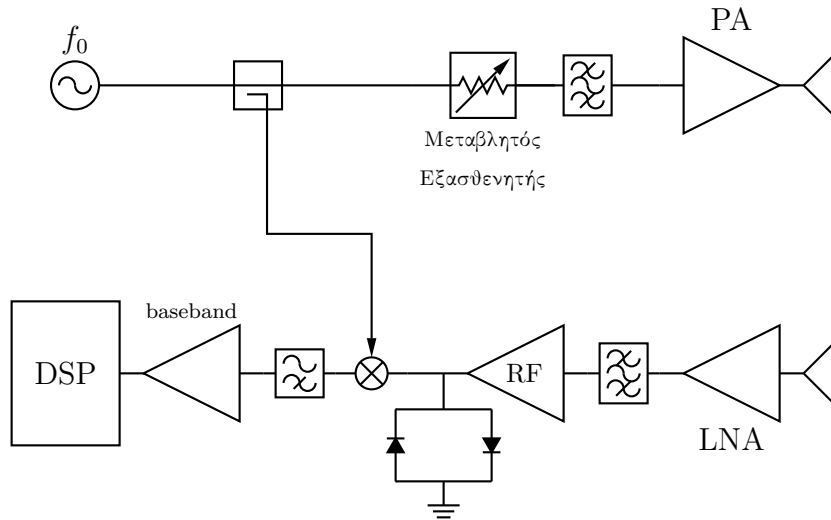 f₀
PA
Μεταβλητός
Εξασθενητής
baseband
DSP
RF
LNA